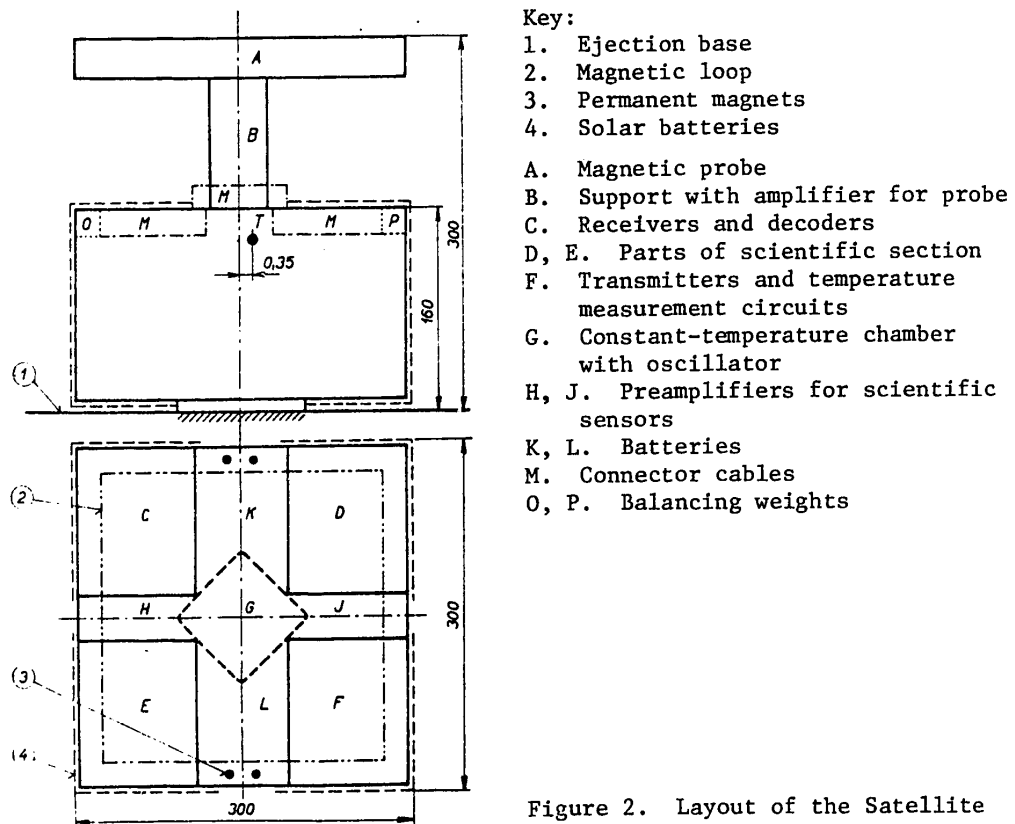 A
B
M
O
M
T
M
P
0,35
160
300
(1)
(2)
C
K
D
H
G
J
300
(3)
E
L
F
(4)
300
Key:
1. Ejection base
2. Magnetic loop
3. Permanent magnets
4. Solar batteries
A. Magnetic probe
B. Support with amplifier for probe
C. Receivers and decoders
D, E. Parts of scientific section
F. Transmitters and temperature
measurement circuits
G. Constant-temperature chamber
with oscillator
H, J. Preamplifiers for scientific
sensors
K, L. Batteries
M. Connector cables
O, P. Balancing weights
Figure 2. Layout of the Satellite